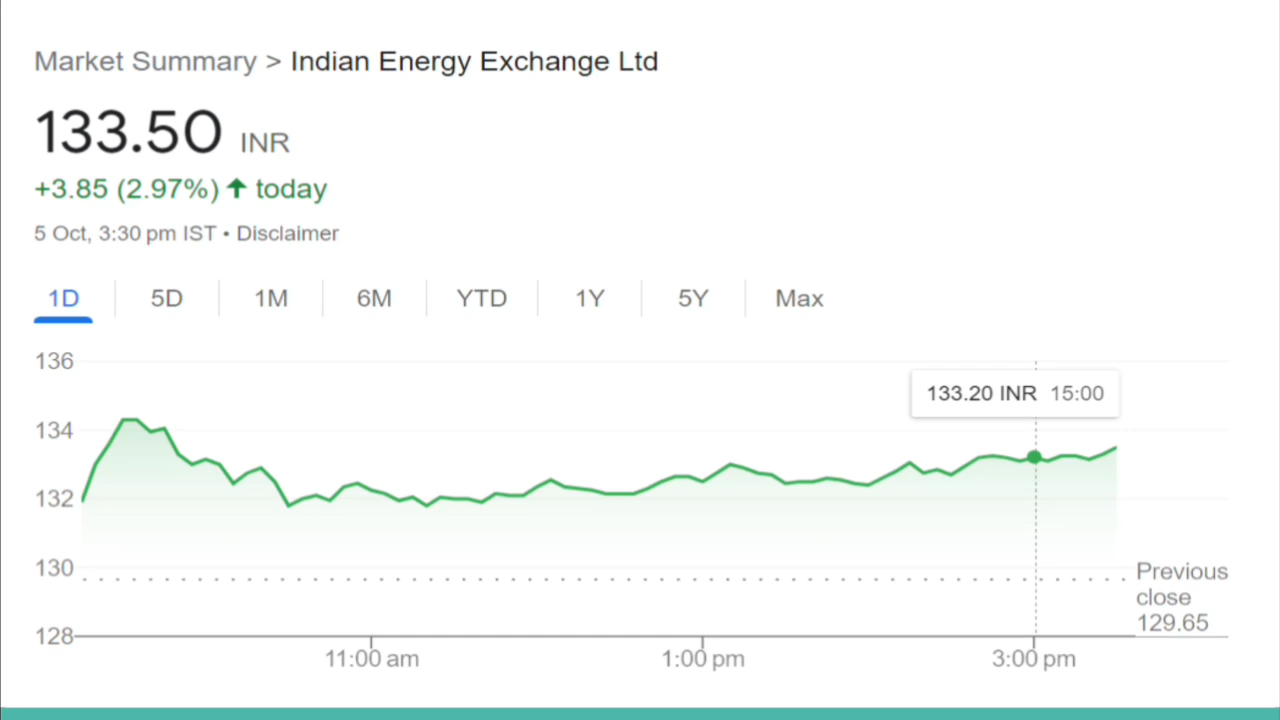 Market Summary > Indian Energy Exchange Ltd
133.50 INR
+3.85 (2.97%) ↑ today
5 Oct, 3:30 pm IST • Disclaimer
1D 5D 1M 6M YTD 1Y 5Y Max
136
133.20 INR 15:00
134
132
130
Previous
close
129.65
128
11:00 am 1:00 pm 3:00 pm